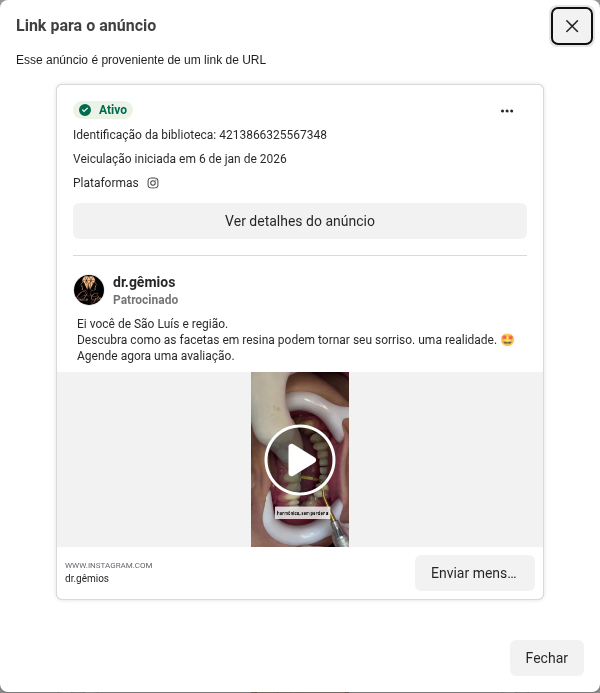 Link para o anúncio
Esse anúncio é proveniente de um link de URL
Ativo
Identificação da biblioteca: 4213866325567348
Veiculação iniciada em 6 de jan de 2026
Plataformas
Ver detalhes do anúncio
dr.gêmios
Patrocinado
Ei você de São Luís e região.
Descubra como as facetas em resina podem tornar seu sorriso. uma realidade. 🤩
Agende agora uma avaliação.
harmônico, sem perder a
WWW.INSTAGRAM.COM
dr.gêmios
Enviar mens...
Fechar